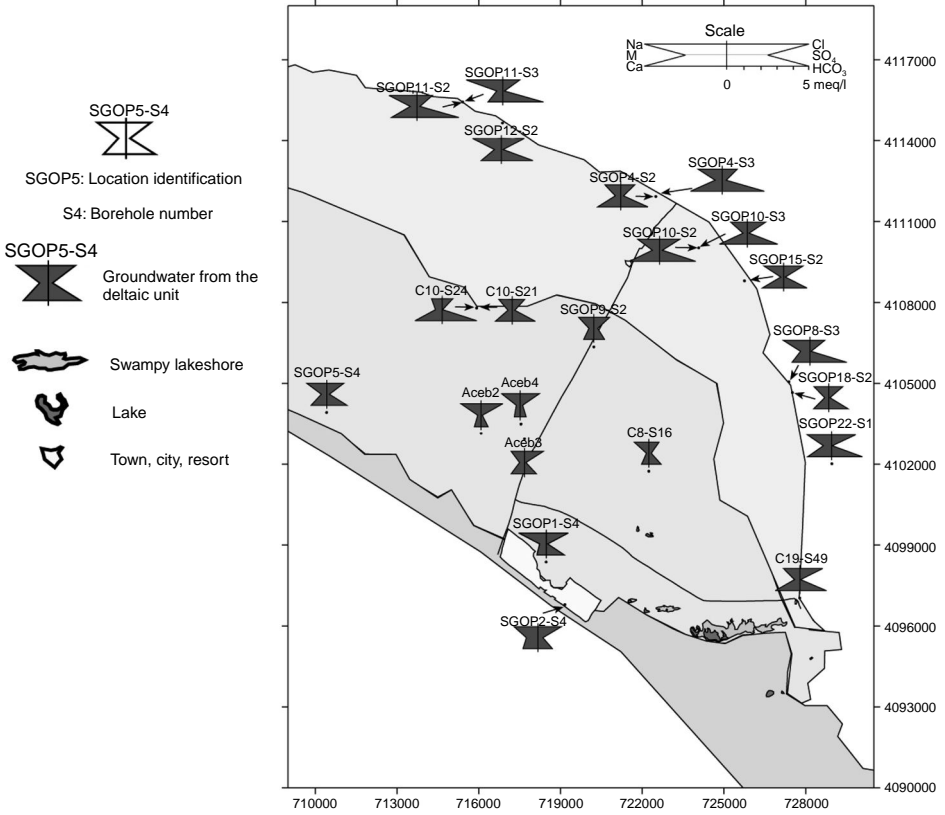 SGOP5-S4
SGOP5: Location identification
S4: Borehole number
SGOP5-S4
Groundwater from the
deltaic unit
Swampy lakeshore
Lake
Town, city, resort
Scale
Na
Cl
M
SO4
Ca
HCO3
0
5 meq/l
SGOP11-S2
SGOP11-S3
SGOP12-S2
SGOP4-S2
SGOP4-S3
SGOP10-S2
SGOP10-S3
SGOP15-S2
C10-S24
C10-S21
SGOP9-S2
SGOP8-S3
SGOP18-S2
SGOP5-S4
Aceb2
Aceb4
Aceb3
C8-S16
SGOP22-S1
SGOP1-S4
C19-S49
SGOP2-S4
4117000
4114000
4111000
4108000
4105000
4102000
4099000
4096000
4093000
4090000
710000
713000
716000
719000
722000
725000
728000